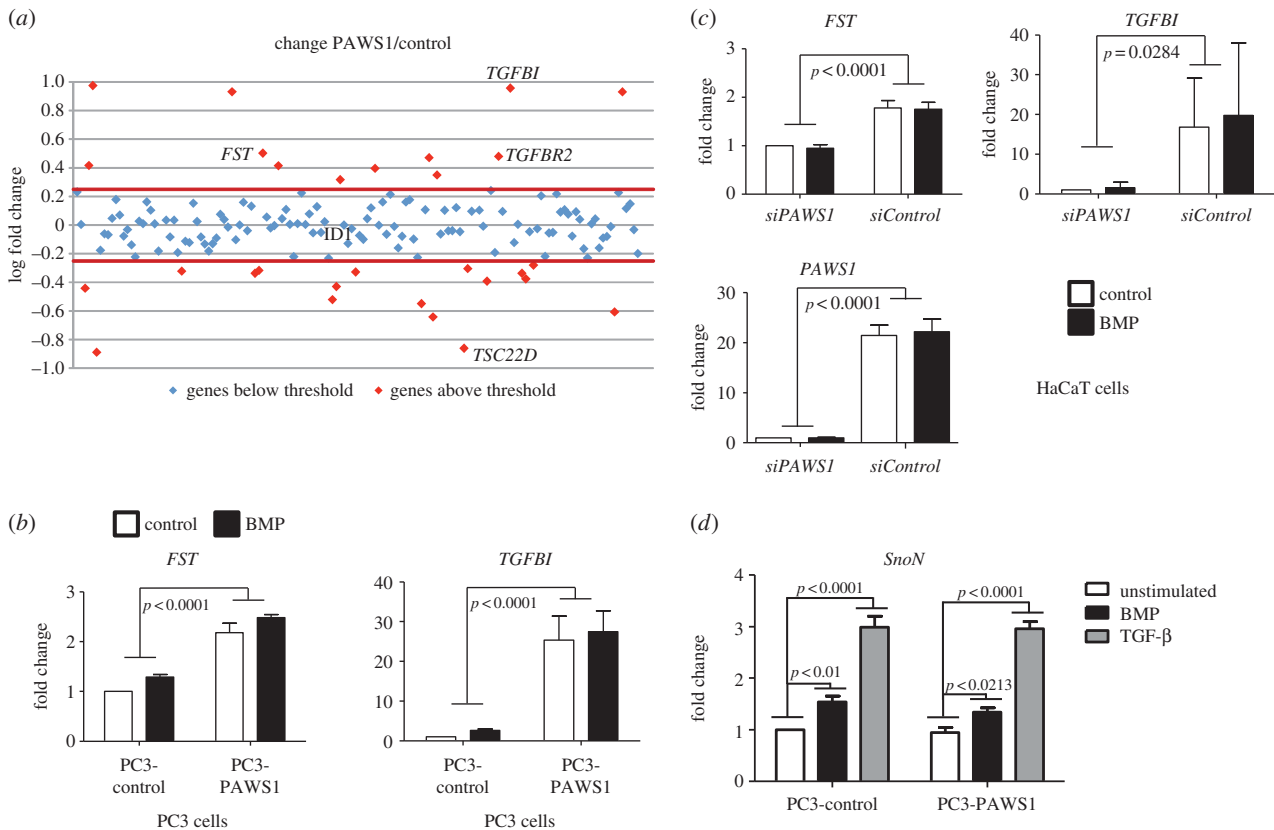 (a)
change PAWS1/control
log fold change
1.0
0.8
0.6
0.4
0.2
0
–0.2
–0.4
–0.6
–0.8
–1.0
TGFBI
FST
TGFBR2
ID1
TSC22D
genes below threshold
genes above threshold
(b)
control
BMP
FST
fold change
3
2
1
0
p < 0.0001
PC3-
control
PC3-
PAWS1
PC3 cells
TGFBI
fold change
40
30
20
10
0
p < 0.0001
PC3-
control
PC3-
PAWS1
PC3 cells
(c)
FST
fold change
3
2
1
0
p < 0.0001
siPAWS1
siControl
TGFBI
fold change
40
30
20
10
0
p = 0.0284
siPAWS1
siControl
PAWS1
fold change
30
20
10
0
p < 0.0001
siPAWS1
siControl
control
BMP
HaCaT cells
(d)
SnoN
fold change
4
3
2
1
0
p < 0.0001
p < 0.01
p < 0.0001
p < 0.0213
PC3-control
PC3-PAWS1
unstimulated
BMP
TGF-β